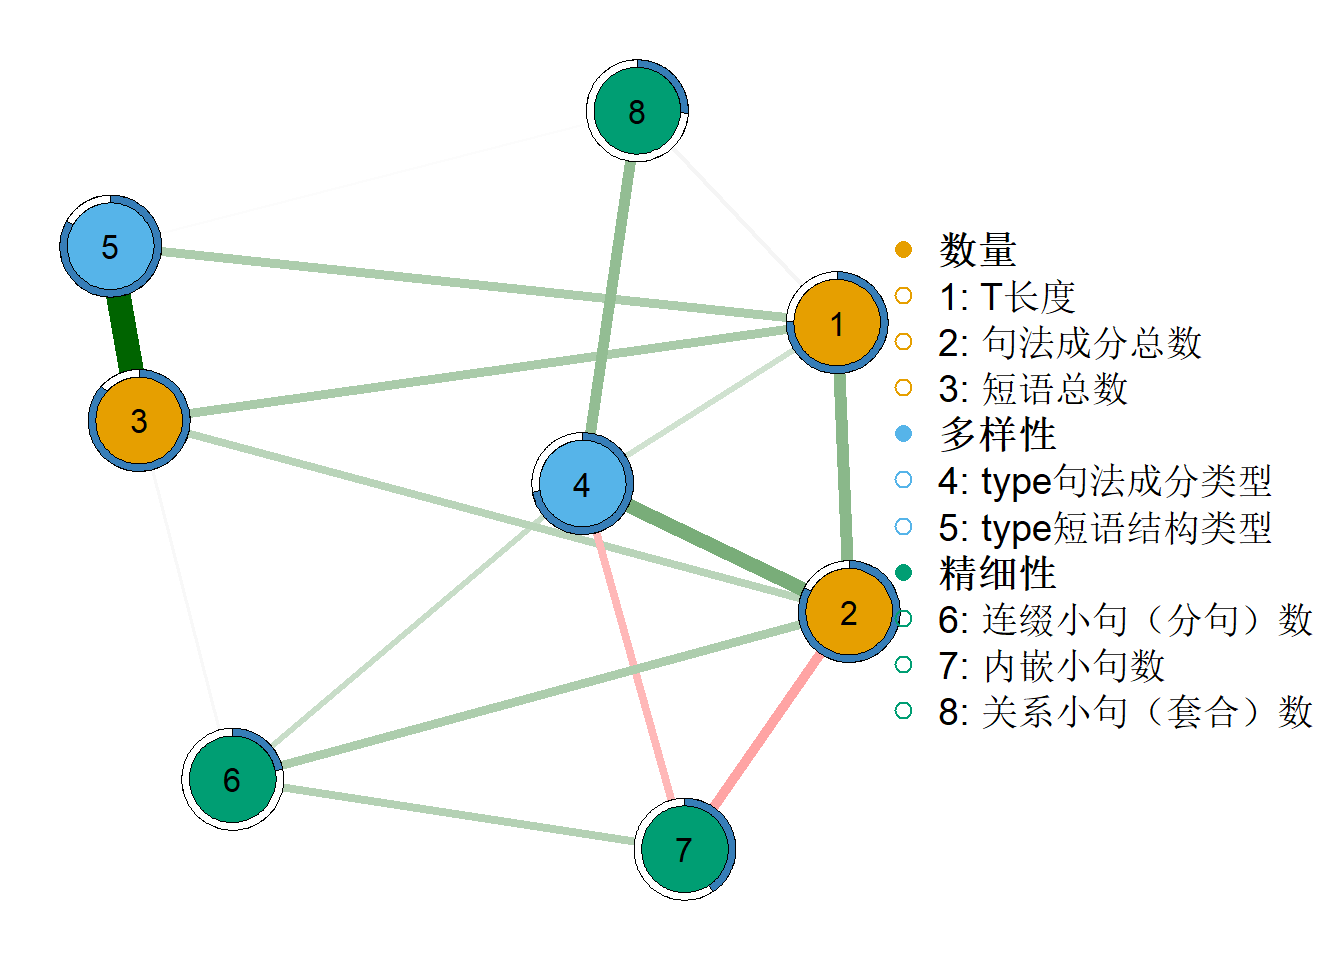 8
5
1
3
4
2
6
7
数量
1: T长度
2: 句法成分总数
3: 短语总数
多样性
4: type句法成分类型
5: type短语结构类型
精细性
6: 连缀小句（分句）数
7: 内嵌小句数
8: 关系小句（套合）数